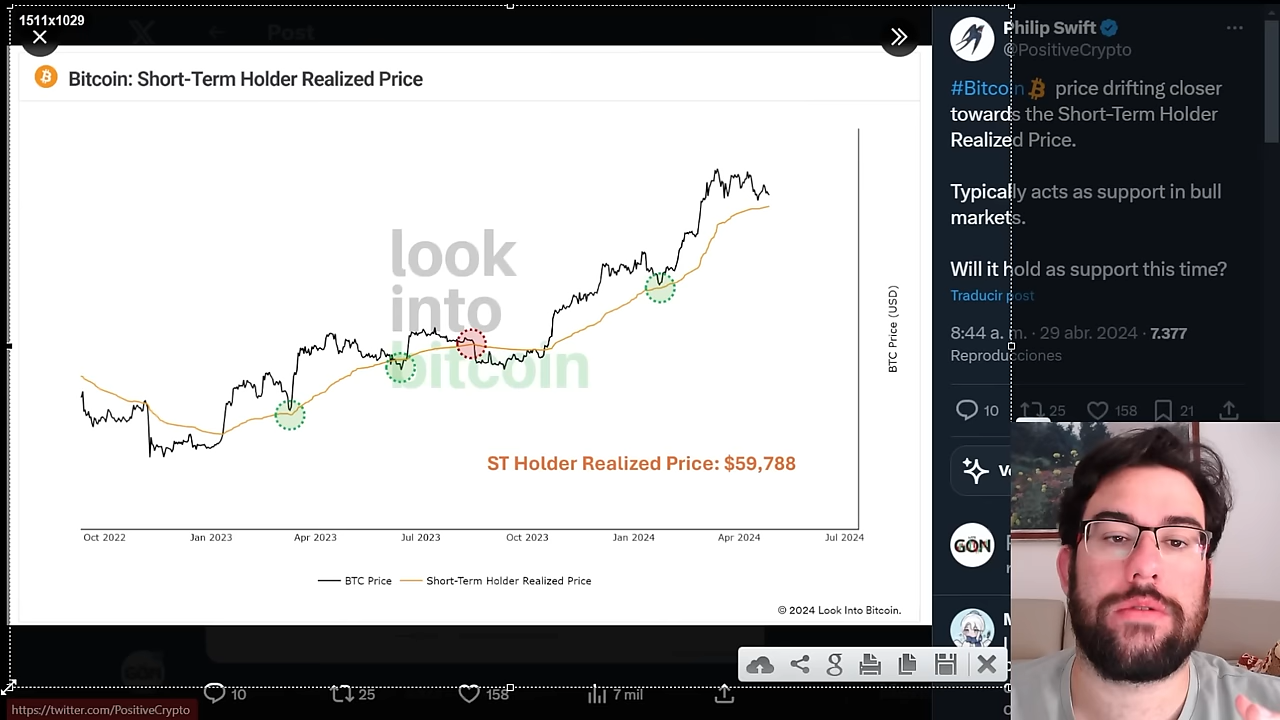 1511x1029
Post
Bitcoin: Short-Term Holder Realized Price
look
into
bitcoin
ST Holder Realized Price: $59,788
BTC Price (USD)
Oct 2022 Jan 2023 Apr 2023 Jul 2023 Oct 2023 Jan 2024 Apr 2024 Jul 2024
BTC Price Short-Term Holder Realized Price
© 2024 Look Into Bitcoin.
10 25 158 7 mil
https://twitter.com/PositiveCrypto
Philip Swift
@PositiveCrypto
#Bitcoin price drifting closer
towards the Short-Term Holder
Realized Price.
Typically acts as support in bull
markets.
Will it hold as support this time?
Traducir post
8:44 a. m. · 29 abr. 2024 · 7.377
Reproducciones
10 25 158 21
GON